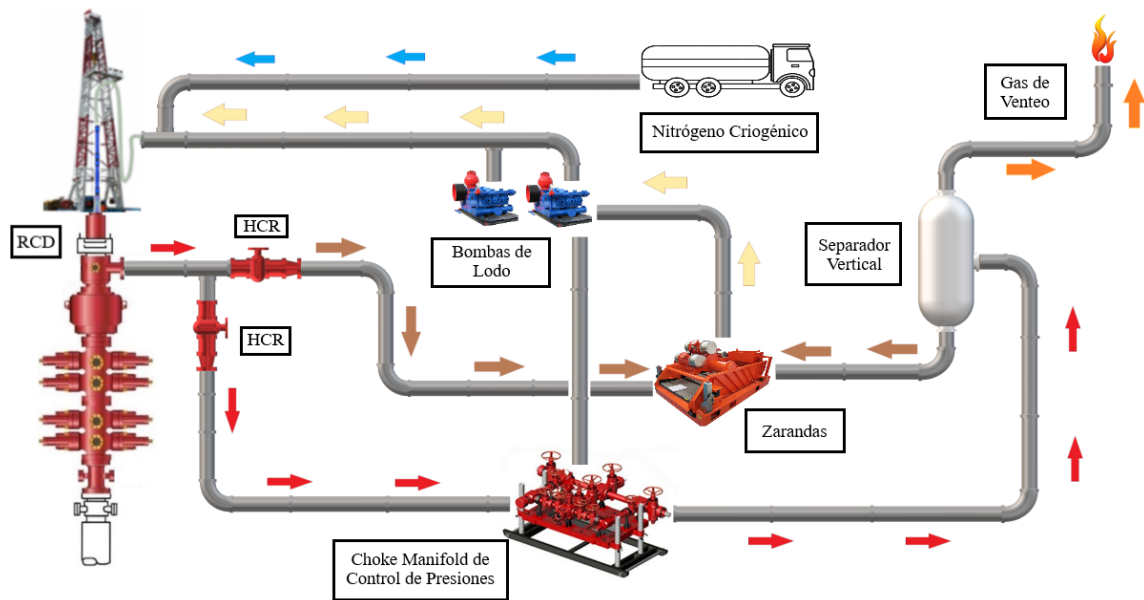 Nitrógeno Criogénico
Gas de
Venteo
RCD
HCR
Bombas de
Lodo
Separador
Vertical
HCR
Zarandas
Choke Manifold de
Control de Presiones